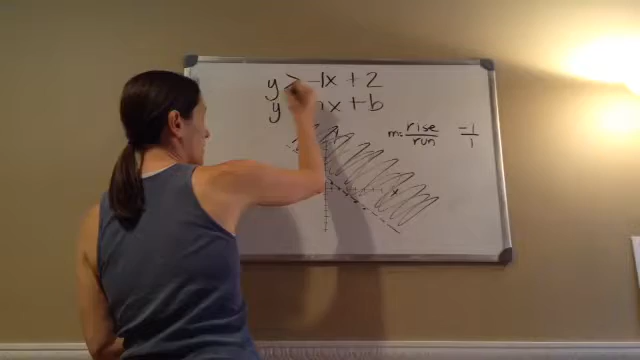 y > -1x + 2
y x + b
m= rise/run -1/1